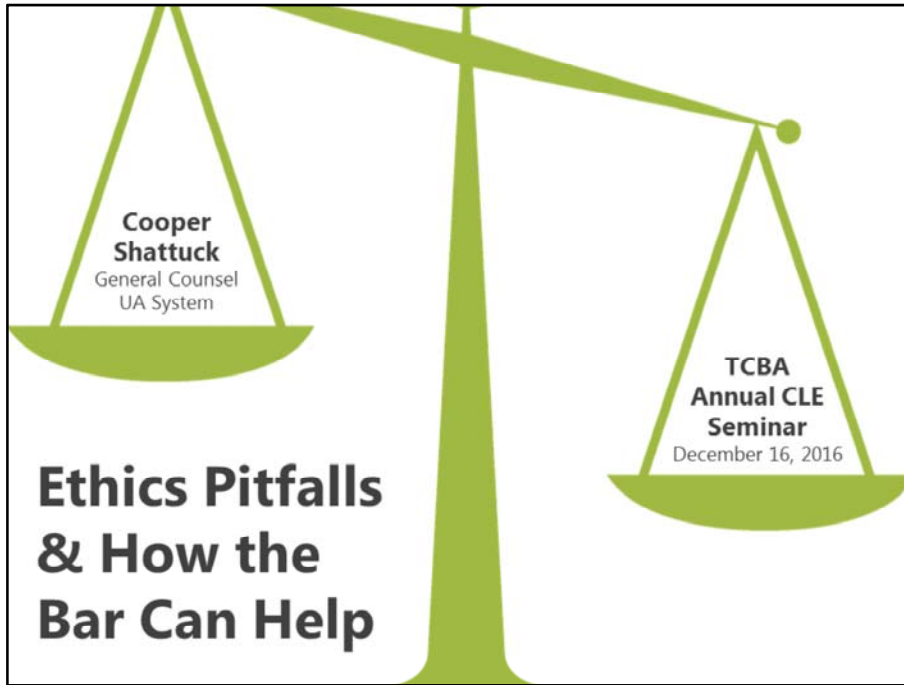 Cooper
Shattuck
General Counsel
UA System
TCBA
Annual CLE
Seminar
December 16, 2016
Ethics Pitfalls
& How the
Bar Can Help